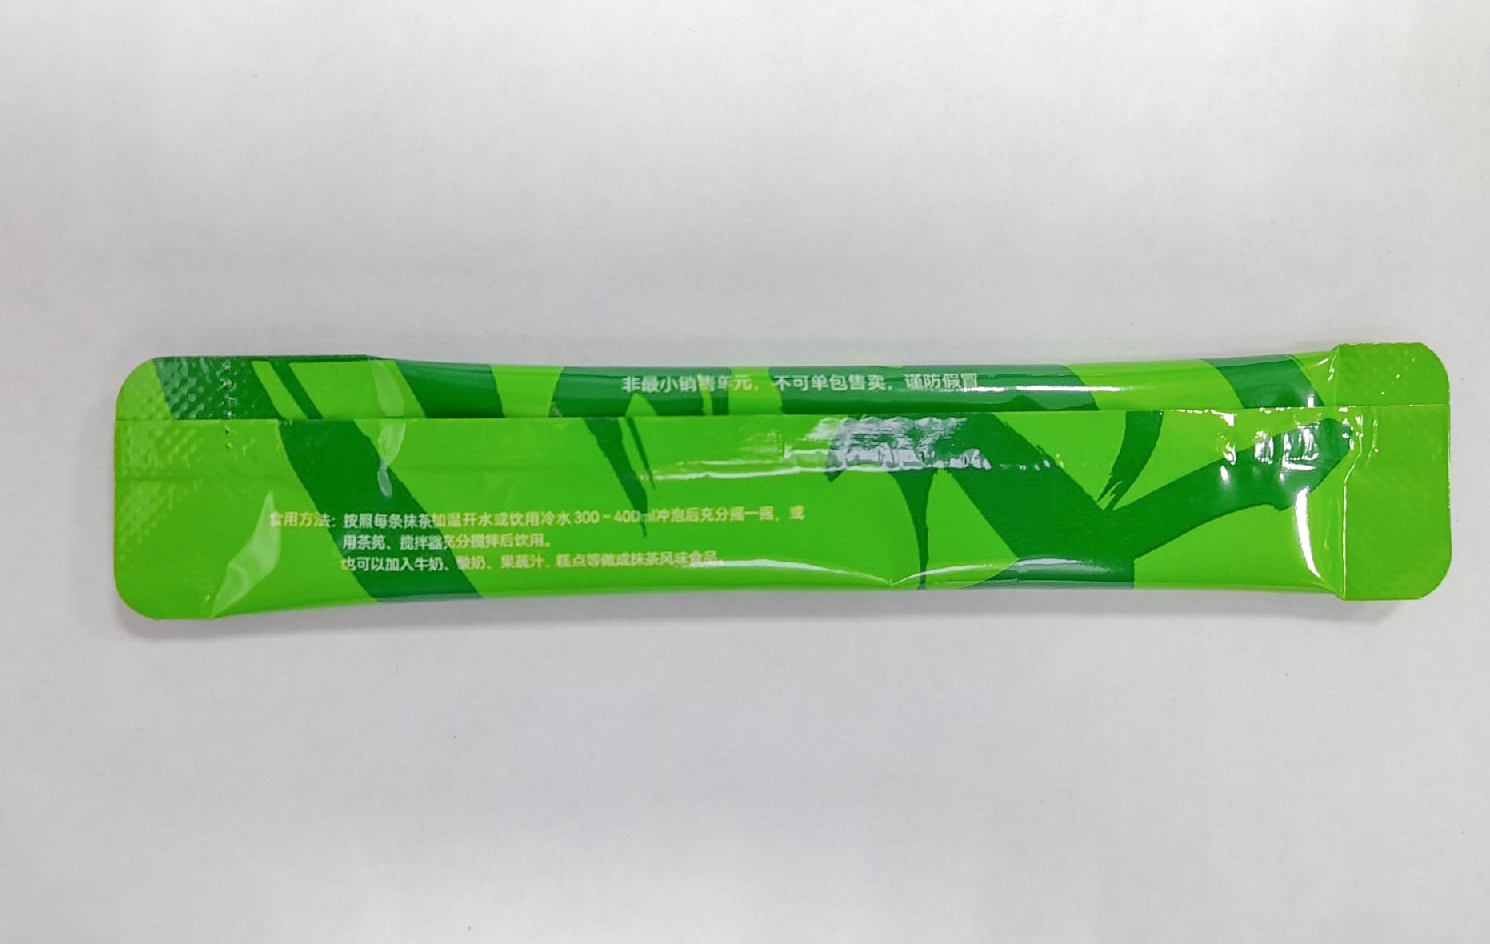 非最小销售单元，不可单包售卖，谨防假冒
食用方法：按照每条抹茶加温开水或饮用冷水300~400ml冲泡后充分摇一摇，或
用茶筅、搅拌器充分搅拌后饮用。
也可以加入牛奶、酸奶、果蔬汁、糕点等做成抹茶风味食品。